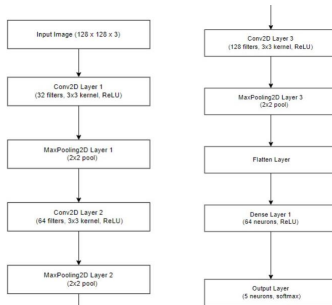 Input Image (128 x 128 x 3)
Conv2D Layer 1
(32 filters, 3x3 kernel, ReLU)
MaxPooling2D Layer 1
(2x2 pool)
Conv2D Layer 2
(64 filters, 3x3 kernel, ReLU)
MaxPooling2D Layer 2
(2x2 pool)
Conv2D Layer 3
(128 filters, 3x3 kernel, ReLU)
MaxPooling2D Layer 3
(2x2 pool)
Flatten Layer
Dense Layer 1
(64 neurons, ReLU)
Output Layer
(5 neurons, softmax)